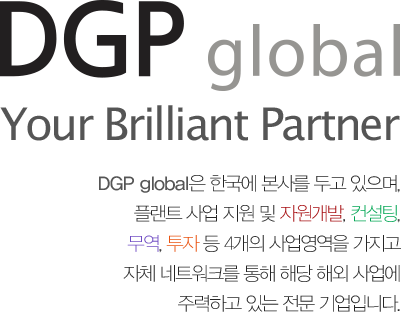 DGP global
Your Brilliant Partner
DGP global은 한국에 본사를 두고 있으며,
플랜트 사업 지원 및 자원개발, 컨설팅,
무역, 투자 등 4개의 사업영역을 가지고
자체 네트워크를 통해 해당 해외 사업에
주력하고 있는 전문 기업입니다.